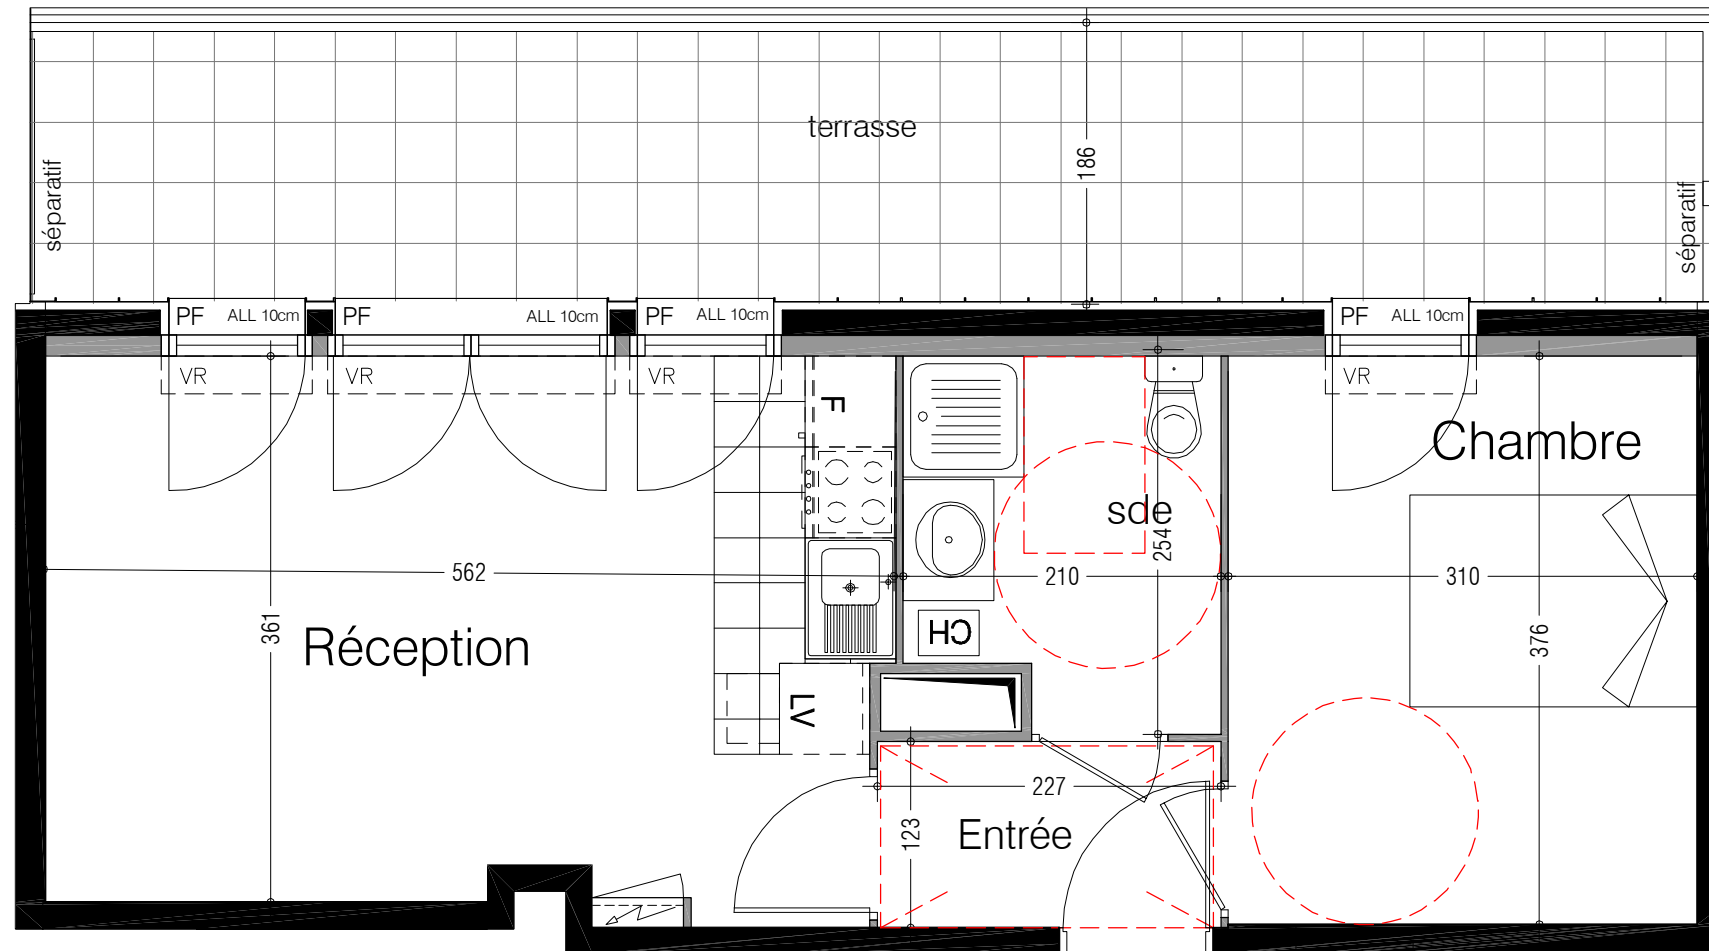 terrasse
186
séparatif
séparatif
PF ALL 10cm
PF ALL 10cm
PF ALL 10cm
PF ALL 10cm
VR
VR
VR
VR
F
Chambre
sde
254
562
210
310
361
Réception
CH
376
LV
227
123
Entrée